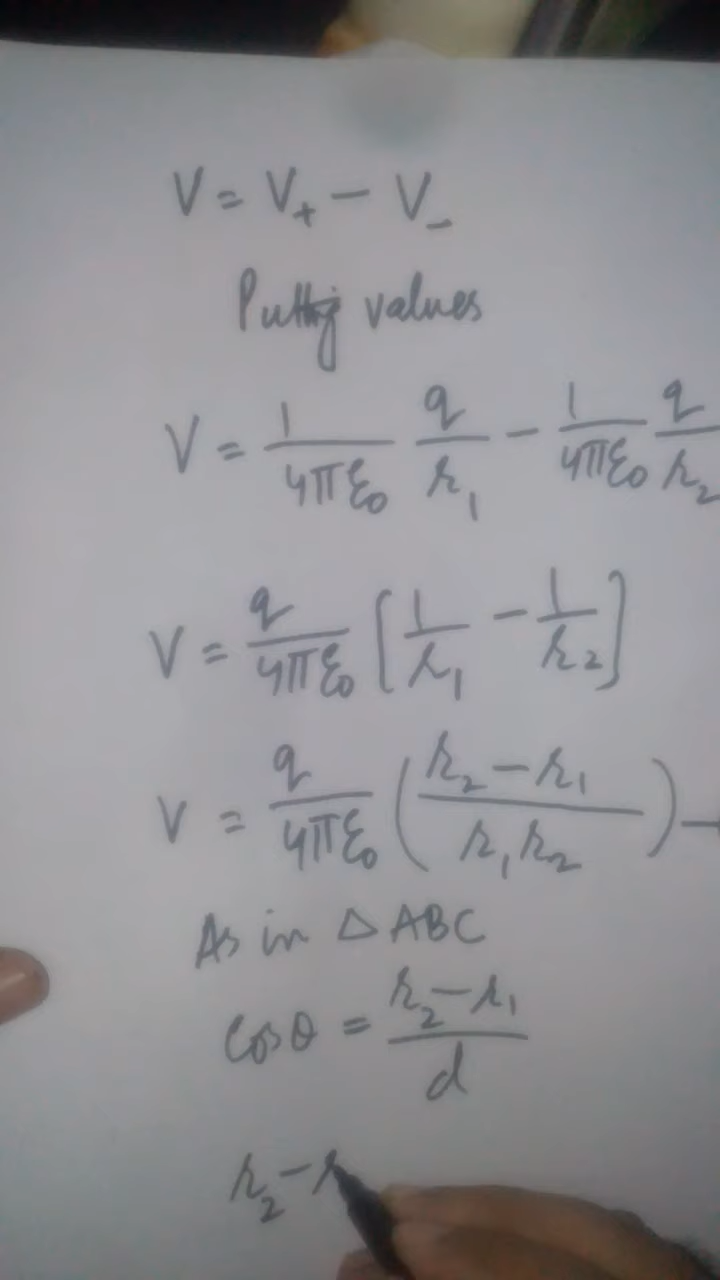 V = V₊ − V₋
Putting values
V = 1/4πε₀ q/r₁ − 1/4πε₀ q/r₂
V = q/4πε₀ [1/r₁ − 1/r₂]
V = q/4πε₀ (r₂ − r₁/r₁r₂) −
As in △ABC
Cosθ = r₂ − r₁/d
r₂ − r